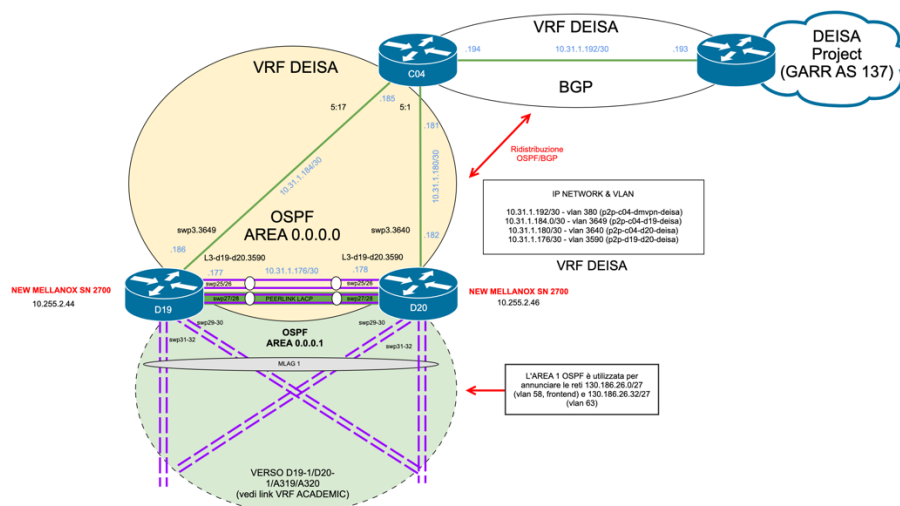 VRF DEISA
.194
10.31.1.192/30
.193
DEISA
Project
(GARR AS 137)
C04
BGP
VRF DEISA
.185
5:17
5:1
.181
Ridistribuzione
OSPF/BGP
10.31.1.184/30
10.31.1.180/30
IP NETWORK & VLAN
10.31.1.192/30 - vlan 380 (p2p-c04-dmvpn-deisa)
10.31.1.184.0/30 - vlan 3649 (p2p-c04-d19-deisa)
10.31.1.180/30 - vlan 3640 (p2p-c04-d20-deisa)
10.31.1.176/30 - vlan 3590 (p2p-d19-d20-deisa)
VRF DEISA
OSPF
AREA 0.0.0.0
swp3.3649
swp3.3640
.186
.182
L3-d19-d20.3590
L3-d19-d20.3590
.177
10.31.1.176/30
.178
swp25/26
swp25/26
NEW MELLANOX SN 2700
10.255.2.44
swp27/28
PEERLINK LACP
swp27/28
NEW MELLANOX SN 2700
10.255.2.46
D19
D20
swp29-30
swp29-30
OSPF
AREA 0.0.0.1
swp31-32
swp31-32
MLAG 1
L'AREA 1 OSPF è utilizata per
annunciare le reti 130.186.26.0/27
(vlan 58, frontend) e 130.186.26.32/27
(vlan 63)
VERSO D19-1/D20-
1/A319/A320
(vedi link VRF ACADEMIC)